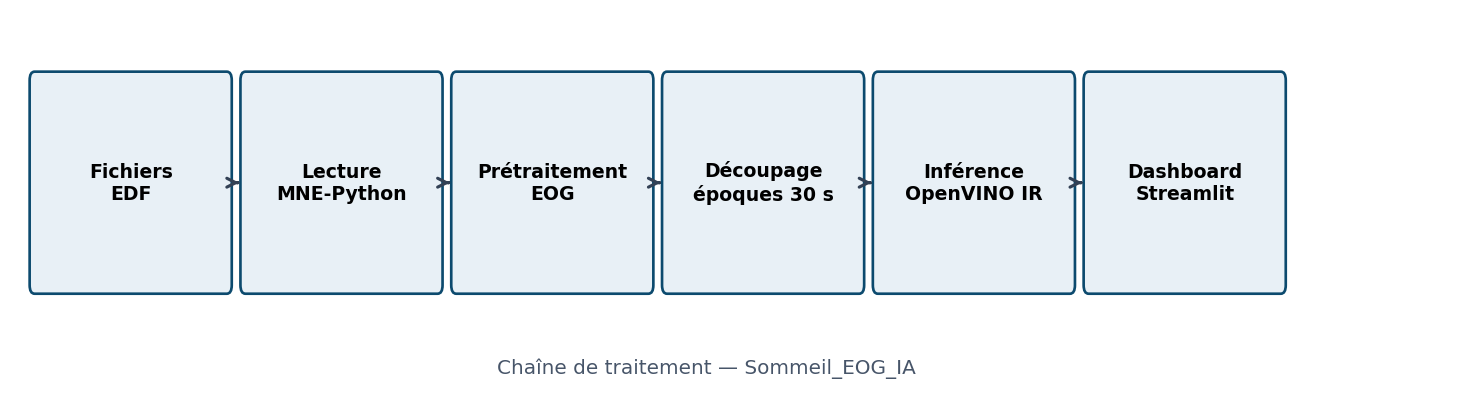 Fichiers
EDF
Lecture
MNE-Python
Prétraitement
EOG
Découpage
époques 30 s
Inférence
OpenVINO IR
Dashboard
Streamlit
Chaîne de traitement — Sommeil_EOG_IA